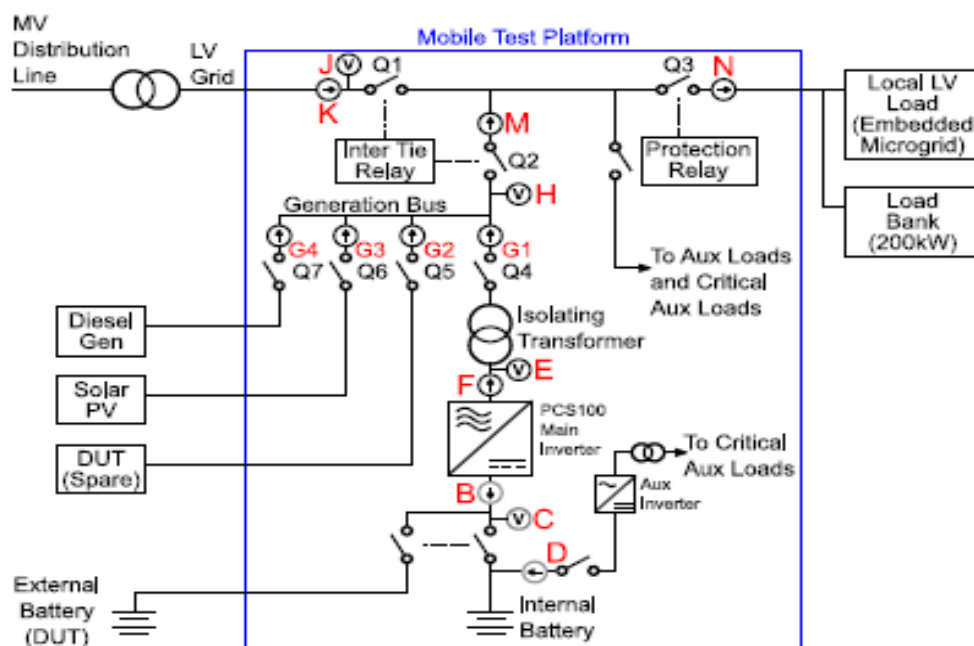 MV
Distribution
Line
LV
Grid
Mobile Test Platform
J
V
Q1
K
Q3
N
Local LV
Load
(Embedded
Microgrid)
M
Inter Tie
Relay
Q2
Protection
Relay
V
H
Load
Bank
(200kW)
Generation Bus
G4
G3
G2
G1
Q7
Q6
Q5
Q4
To Aux Loads
and Critical
Aux Loads
Diesel
Gen
Isolating
Transformer
V
E
F
Solar
PV
PCS100
Main
Inverter
DUT
(Spare)
To Critical
Aux Loads
Aux
Inverter
B
V
C
D
External
Battery
(DUT)
Internal
Battery